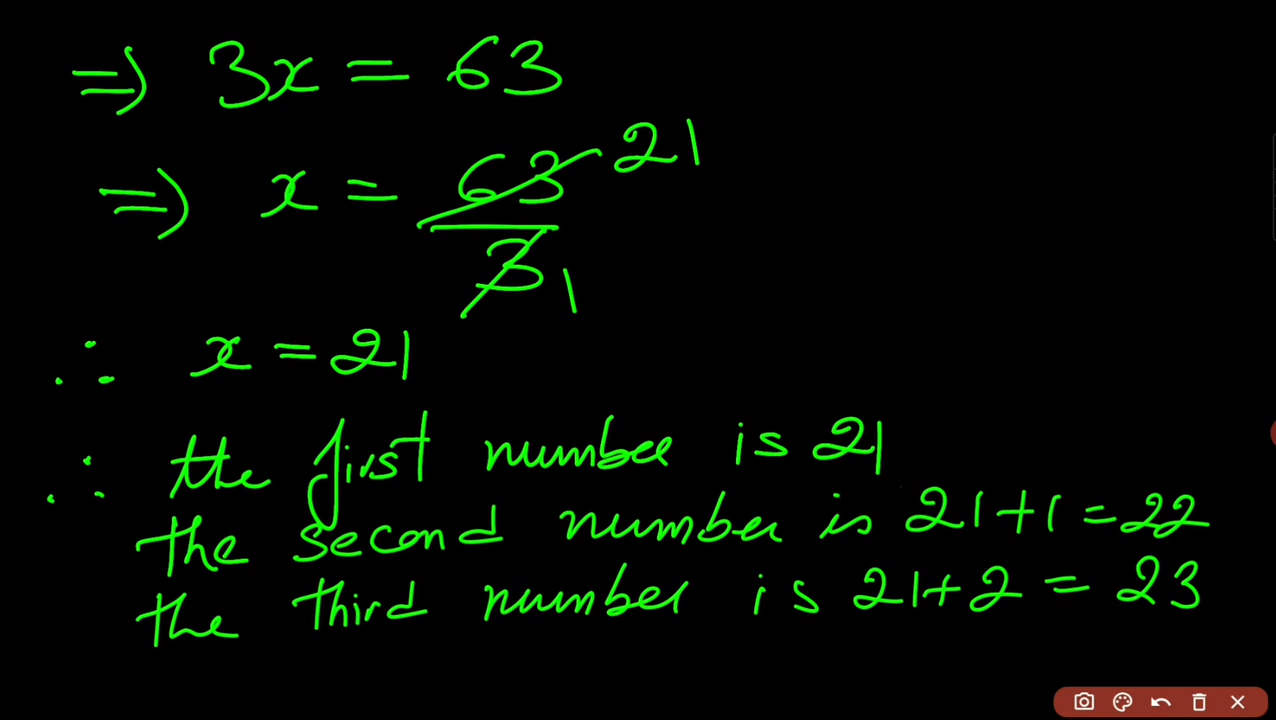 ⇒ 3x = 63
⇒ x = 63/3 21 1
∴ x = 21
∴ the first number is 21
the second number is 21+1 = 22
the third number is 21+2 = 23